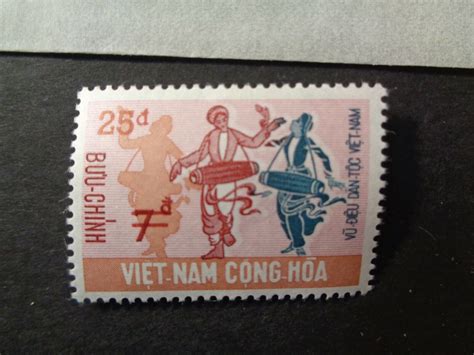 25đ
BƯU-CHÍNH
7đ
VŨ-ĐIỆU DÂN-TỘC VIỆT-NAM
VIỆT-NAM CỘNG-HÒA